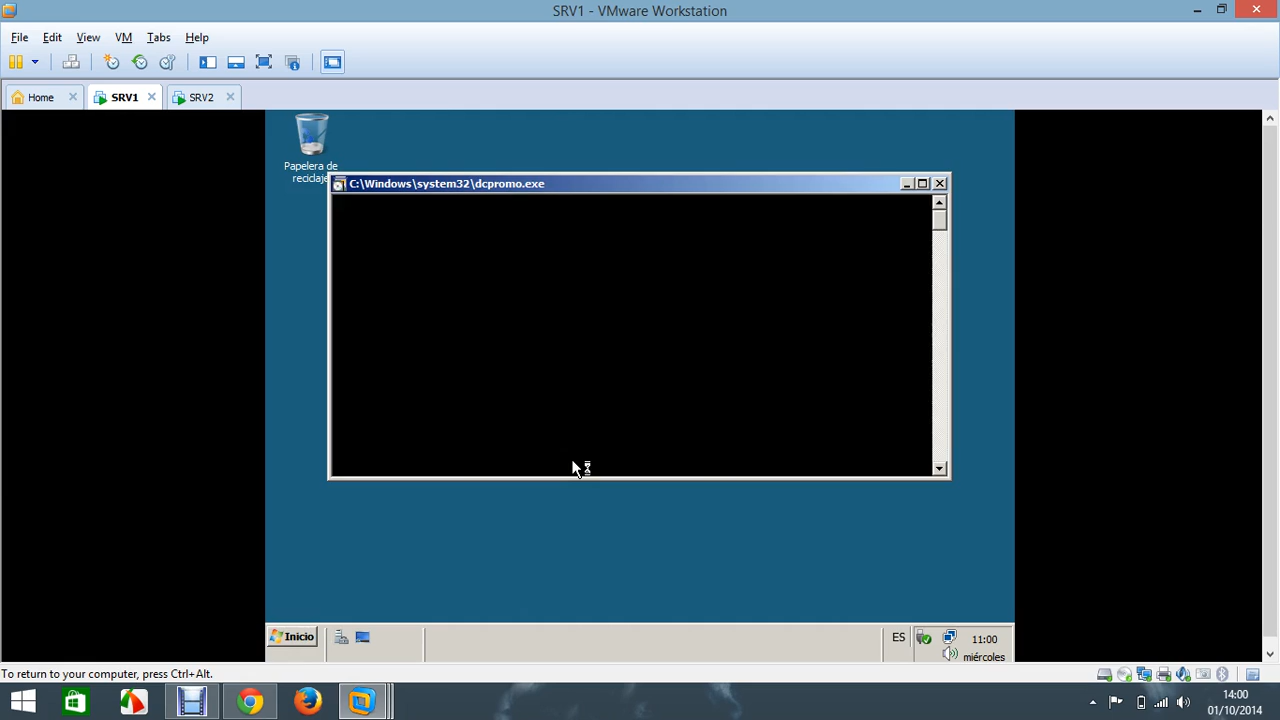 SRV1 - VMware Workstation
File Edit View VM Tabs Help
Home SRV1 SRV2
Papelera de
reciclaje
C:\Windows\system32\dcpromo.exe
Inicio
ES
11:00
miércoles
To return to your computer, press Ctrl+Alt.
14:00
01/10/2014